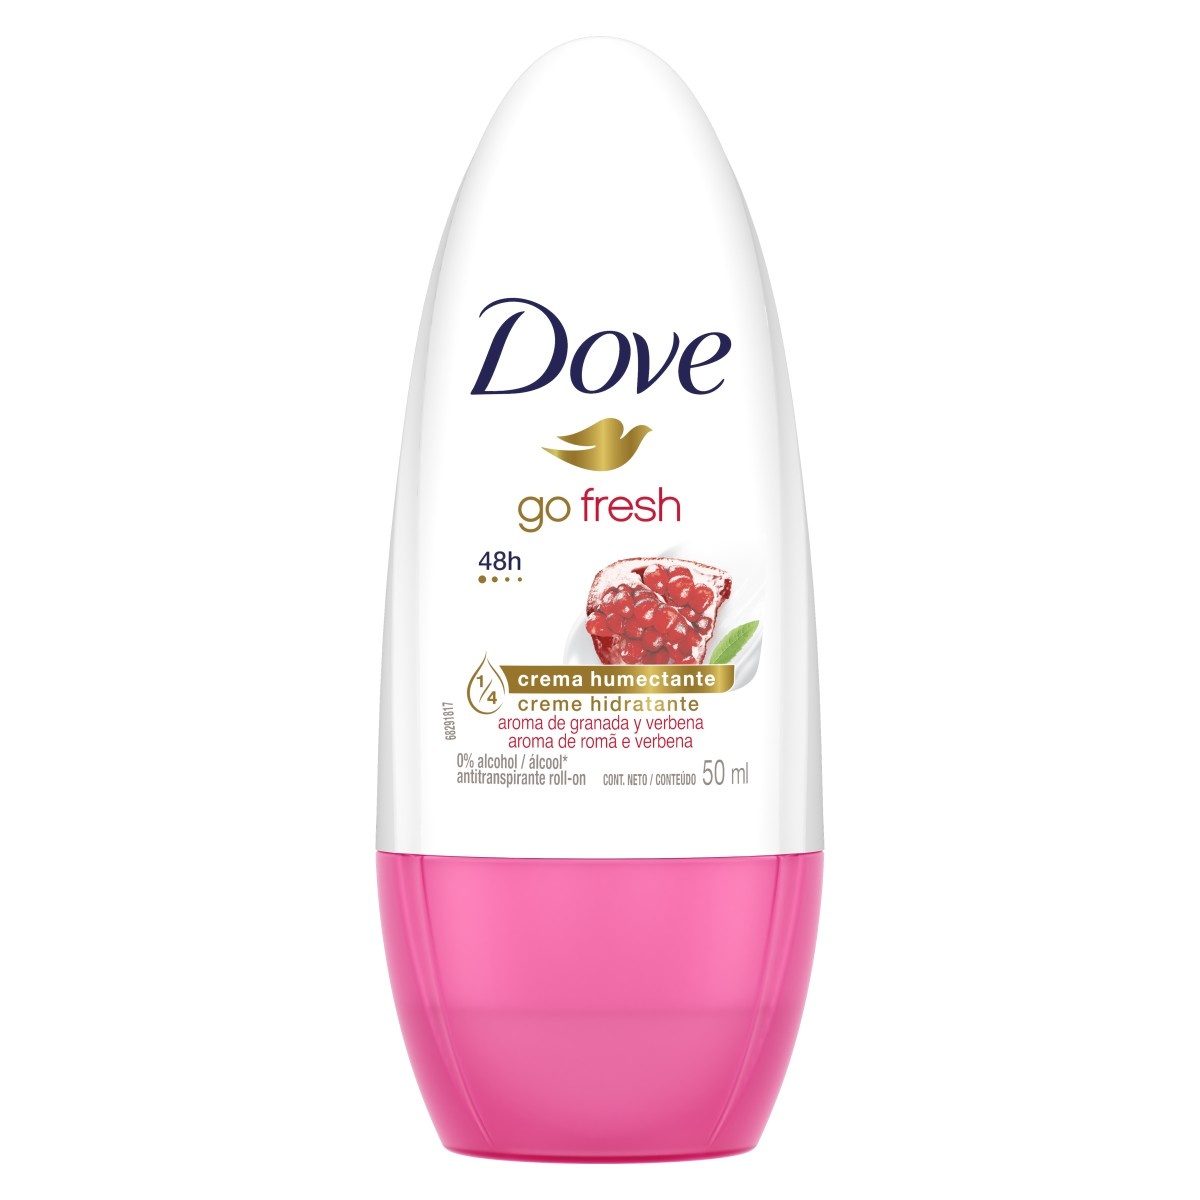 Dove
go fresh
48h
1/4
crema humectante
creme hidratante
aroma de granada y verbena
aroma de romã e verbena
0% alcohol / álcool*
antitranspirante roll-on
CONT. NETO / CONTEÚDO 50 ml
68291817